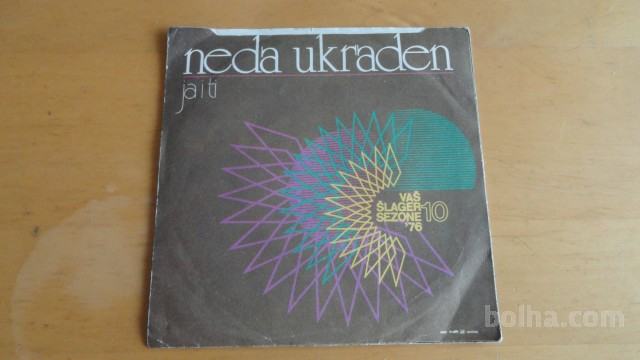 neda ukraden
ja i ti
VAŠ
ŠLAGER
SEZONE
'76
10
bolha.com